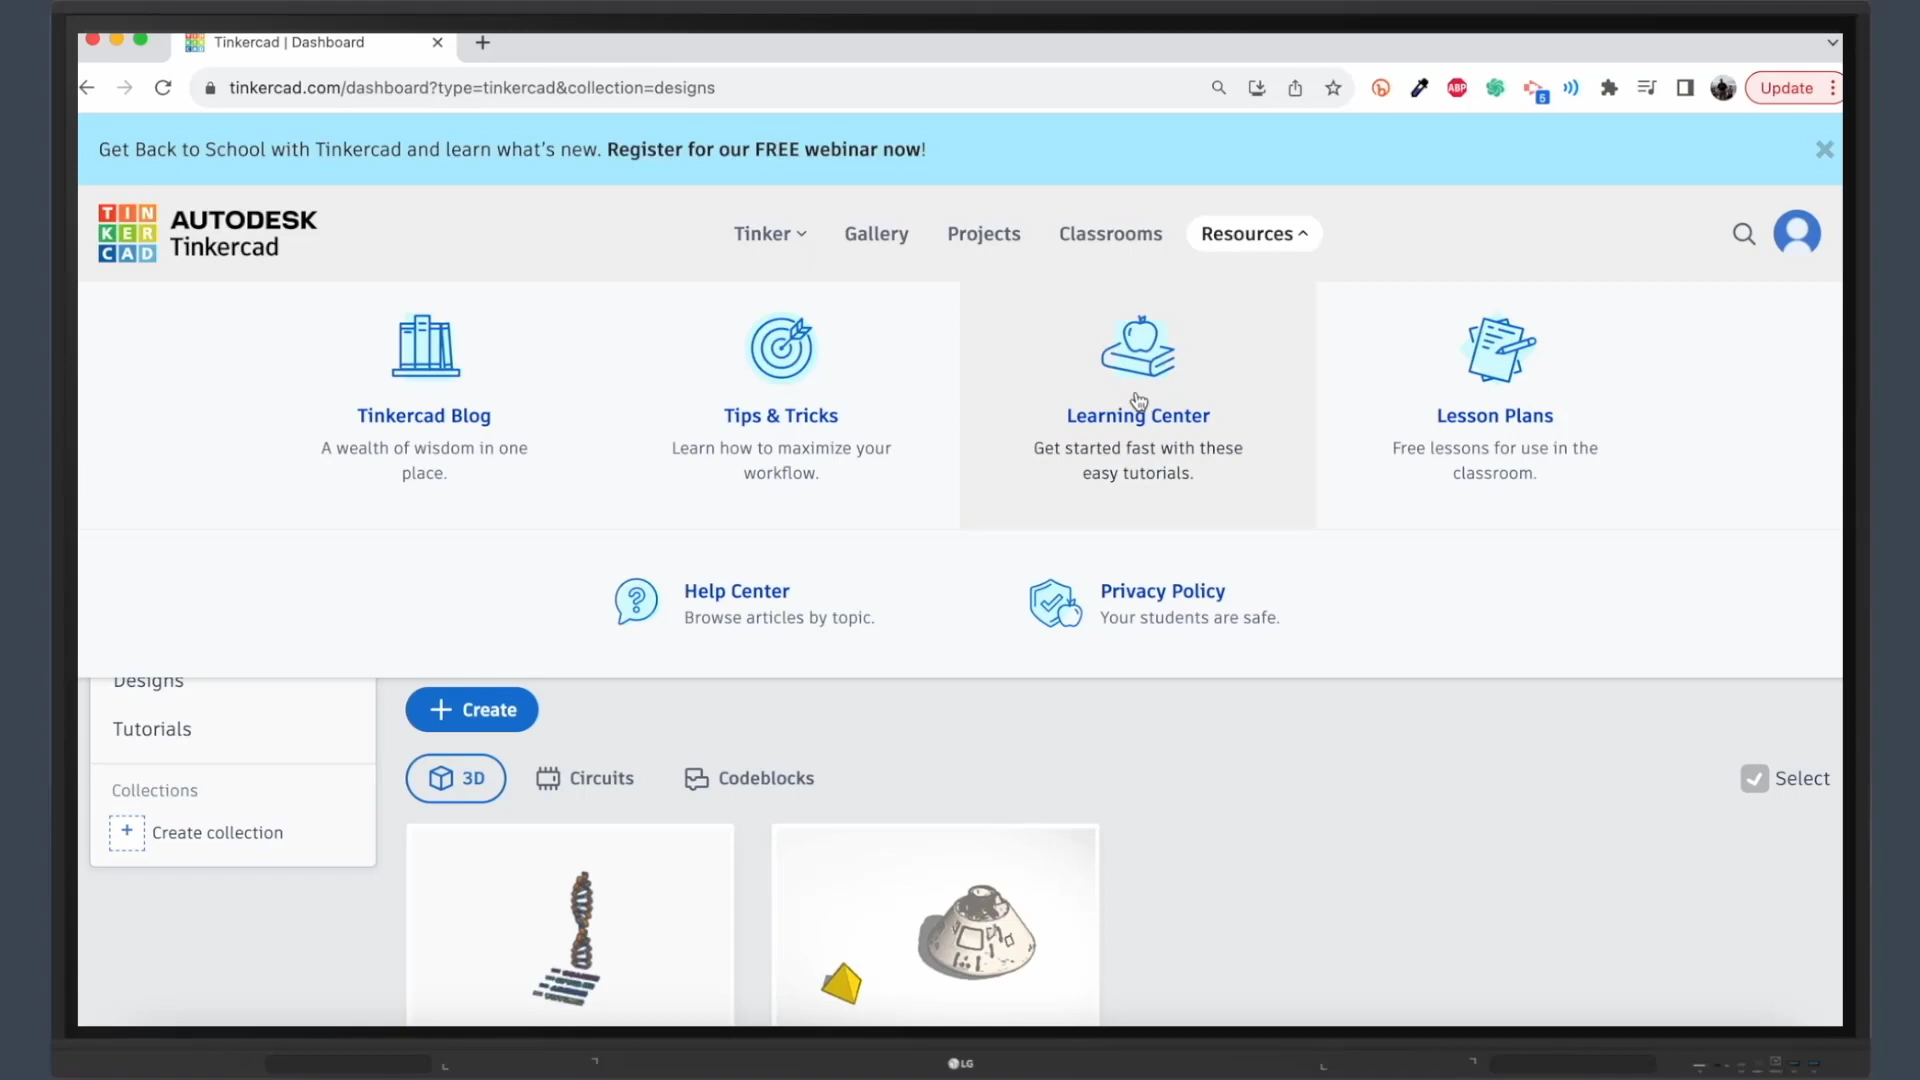 Tinkercad | Dashboard
tinkercad.com/dashboard?type=tinkercad&collection=designs
ABP
5
Update
Get Back to School with Tinkercad and learn what's new. Register for our FREE webinar now!
TIN
KER
CAD
AUTODESK
Tinkercad
Tinker
Gallery
Projects
Classrooms
Resources
Tinkercad Blog
A wealth of wisdom in one
place.
Tips & Tricks
Learn how to maximize your
workflow.
Learning Center
Get started fast with these
easy tutorials.
Lesson Plans
Free lessons for use in the
classroom.
Help Center
Browse articles by topic.
Privacy Policy
Your students are safe.
Designs
Tutorials
Collections
Create collection
Create
3D
Circuits
Codeblocks
Select
LG